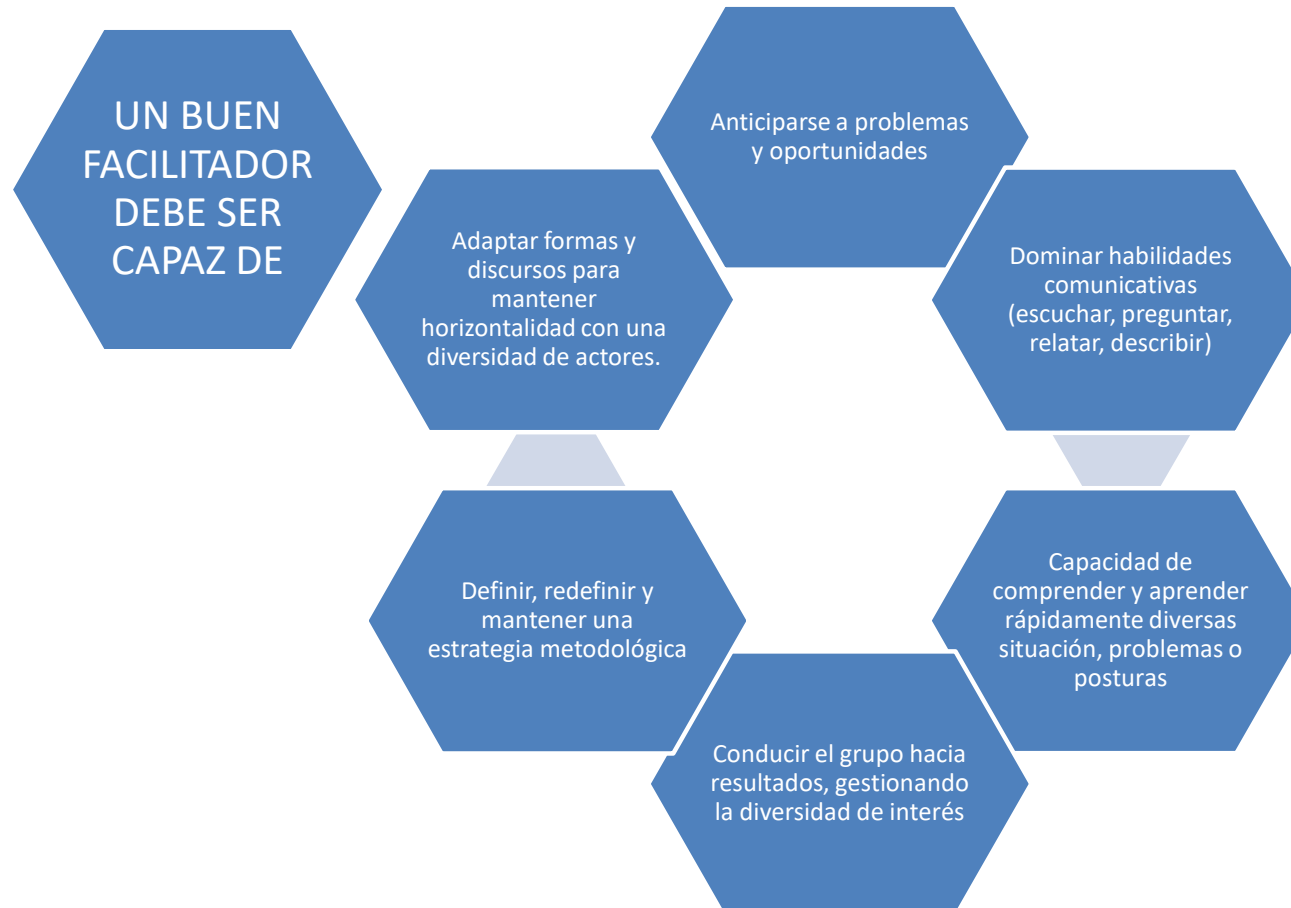 UN BUEN
FACILITADOR
DEBE SER
CAPAZ DE
Anticiparse a problemas
y oportunidades
Dominar habilidades
comunicativas
(escuchar, preguntar,
relatar, describir)
Capacidad de
comprender y aprender
rápidamente diversas
situación, problemas o
posturas
Conducir el grupo hacia
resultados, gestionando
la diversidad de interés
Definir, redefinir y
mantener una
estrategia metodológica
Adaptar formas y
discursos para
mantener
horizontalidad con una
diversidad de actores.